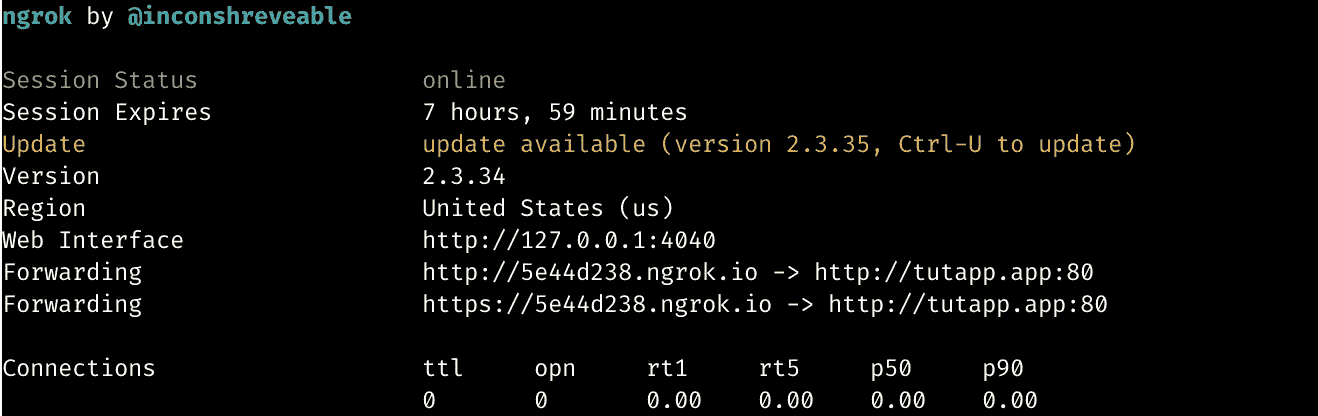 ngrok by @inconshreveable
Session Status online
Session Expires 7 hours, 59 minutes
Update update available (version 2.3.35, Ctrl-U to update)
Version 2.3.34
Region United States (us)
Web Interface http://127.0.0.1:4040
Forwarding http://5e44d238.ngrok.io -> http://tutapp.app:80
Forwarding https://5e44d238.ngrok.io -> http://tutapp.app:80
Connections ttl opn rt1 rt5 p50 p90
0 0 0.00 0.00 0.00 0.00